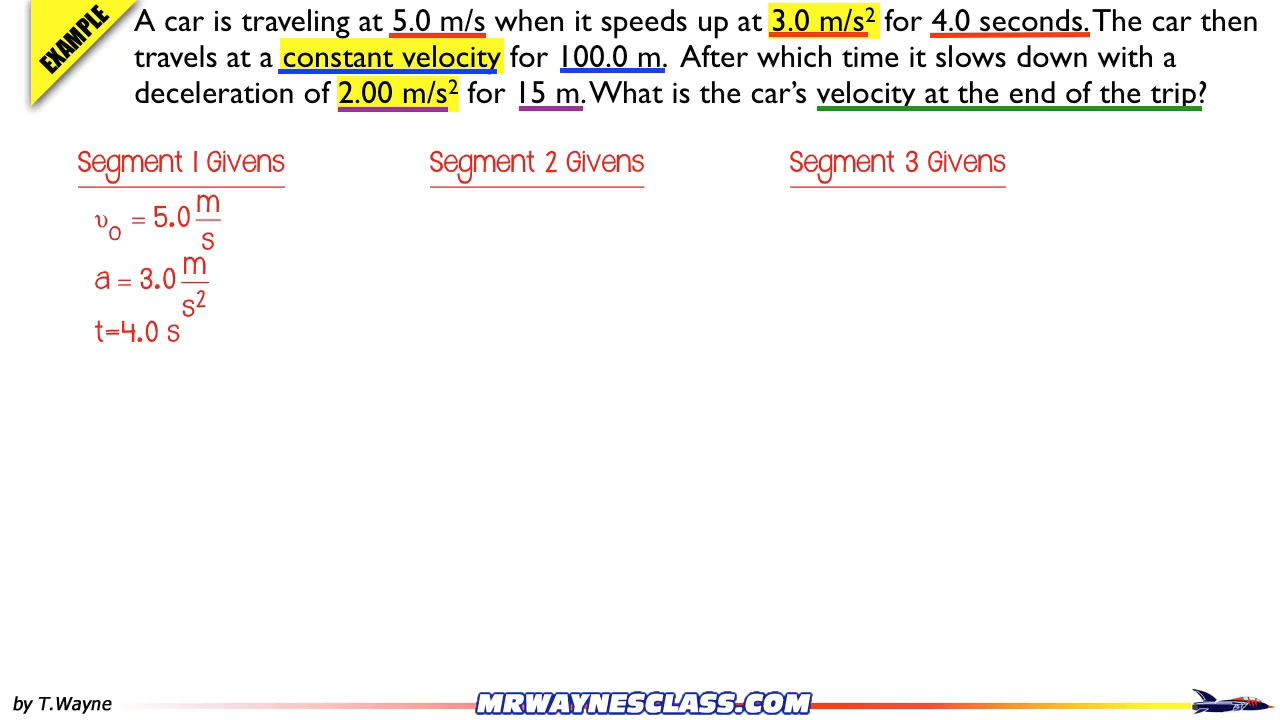 EXAMPLE
A car is traveling at 5.0 m/s when it speeds up at 3.0 m/s² for 4.0 seconds. The car then
travels at a constant velocity for 100.0 m. After which time it slows down with a
deceleration of 2.00 m/s² for 15 m. What is the car's velocity at the end of the trip?
Segment 1 Givens
Segment 2 Givens
Segment 3 Givens
υ₀ = 5.0 m/s
a = 3.0 m/s²
t=4.0 s
by T.Wayne
MRWAYNESCLASS.COM